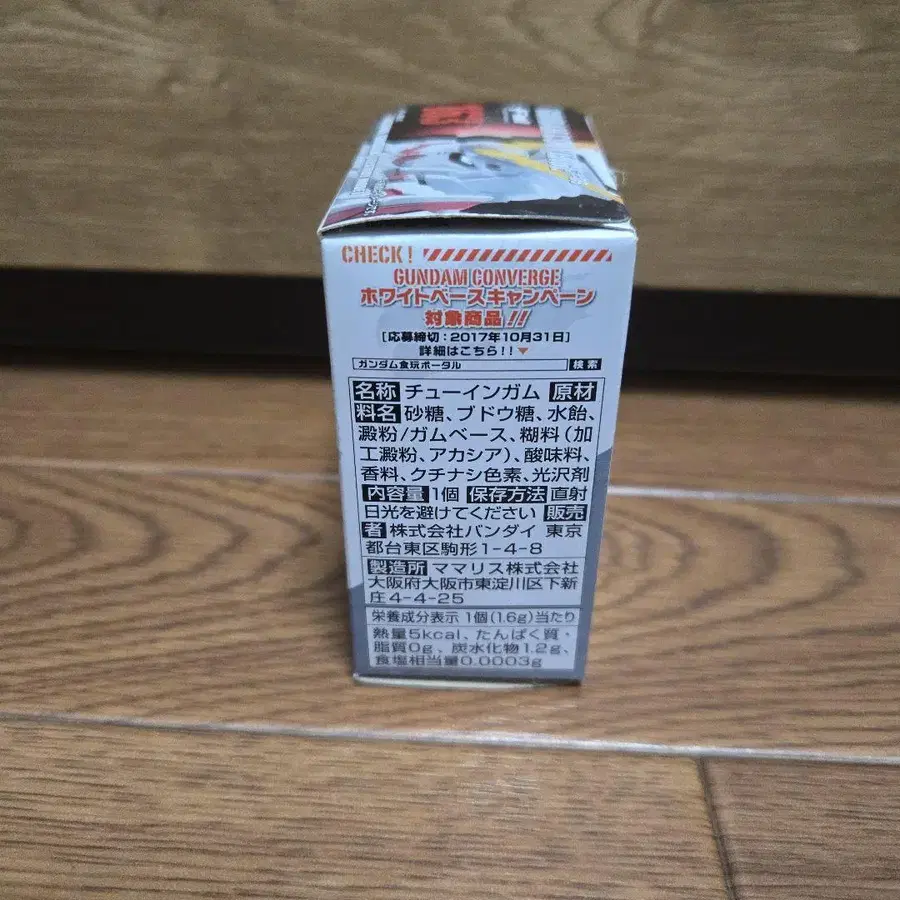 CHECK!
GUNDAM CONVERGE
ホワイトベースキャンペーン
対象商品!!
[応募締切:2017年10月31日]
詳細はこちら!!▼
ガンダム食玩ポータル 検索
名称 チューインガム 原材
料名 砂糖、ブドウ糖、水飴、
澱粉/ガムベース、糊料(加
工澱粉、アカシア)、酸味料、
香料、クチナシ色素、光沢剤
内容量 1個 保存方法 直射
日光を避けてください 販売
者 株式会社バンダイ 東京
都台東区駒形1-4-8
製造所 ママリス株式会社
大阪府大阪市東淀川区下新
庄4-4-25
栄養成分表示 1個(1.6g)当たり
熱量5kcal、たんぱく質・
脂質0g、炭水化物1.2g、
食塩相当量0.0003g